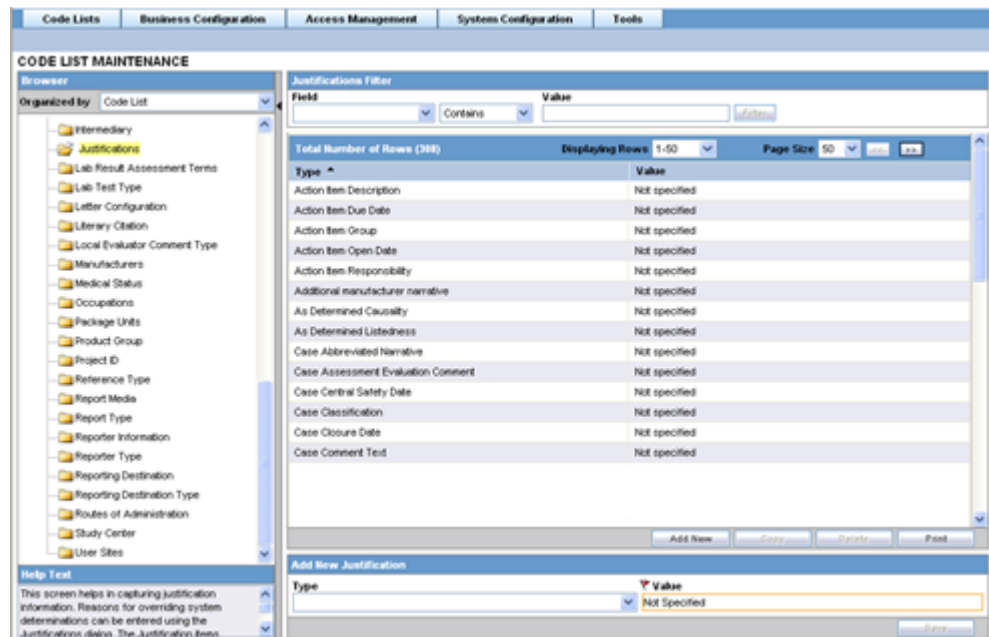 Code Lists
Business Configuration
Access Management
System Configuration
Tools
CODE LIST MAINTENANCE
Browser
Organized by Code List
Intermediary
Justifications
Lab Result Assessment Terms
Lab Test Type
Letter Configuration
Literary Citation
Local Evaluator Comment Type
Manufacturers
Medical Status
Occupations
Package Units
Product Group
Project ID
Reference Type
Report Media
Report Type
Reporter Information
Reporter Type
Reporting Destination
Reporting Destination Type
Routes of Administration
Study Center
User Sites
Help Text
This screen helps in capturing justification
information. Reasons for overriding system
determinations can be entered using the
Justifications dialog. The Justification items
Justifications Filter
Field Value
Contains
Filter
Total Number of Rows (308) Displaying Rows 1-50 Page Size 50 << >>
Type Value
Action Item Description Not specified
Action Item Due Date Not specified
Action Item Group Not specified
Action Item Open Date Not specified
Action Item Responsibility Not specified
Additional manufacturer narrative Not specified
As Determined Causality Not specified
As Determined Listedness Not specified
Case Abbreviated Narrative Not specified
Case Assessment Evaluation Comment Not specified
Case Central Safety Date Not specified
Case Classification Not specified
Case Closure Date Not specified
Case Comment Text Not specified
Add New Copy Delete Print
Add New Justification
Type Value
Not Specified
Save